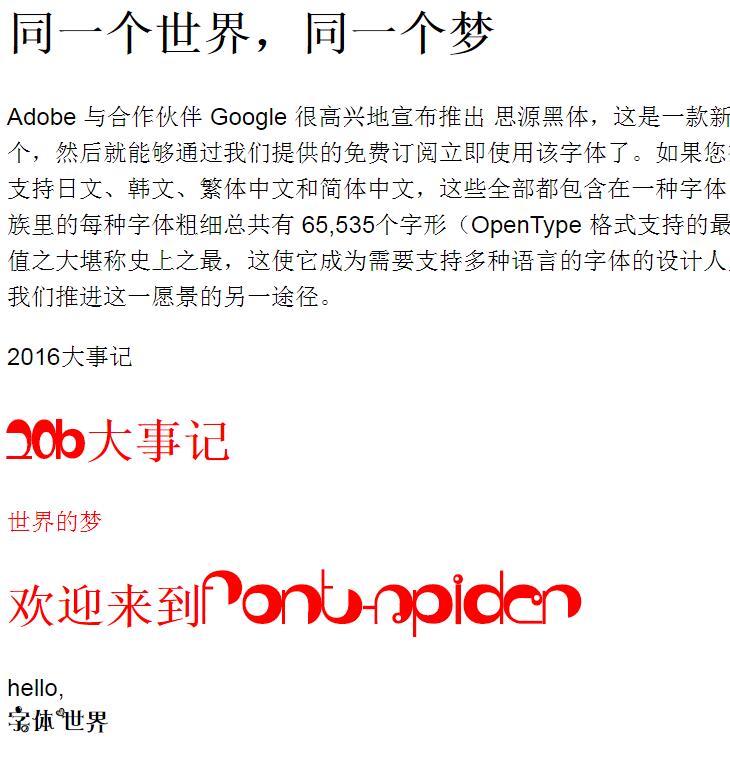 同一个世界，同一个梦
Adobe 与合作伙伴 Google 很高兴地宣布推出 思源黑体，这是一款新
个，然后就能够通过我们提供的免费订阅立即使用该字体了。如果您
支持日文、韩文、繁体中文和简体中文，这些全部都包含在一种字体
族里的每种字体粗细总共有 65,535个字形（OpenType 格式支持的最
值之大堪称史上之最，这使它成为需要支持多种语言的字体的设计人
我们推进这一愿景的另一途径。
2016大事记
2016大事记
世界的梦
欢迎来到font-spider
hello,
字体世界